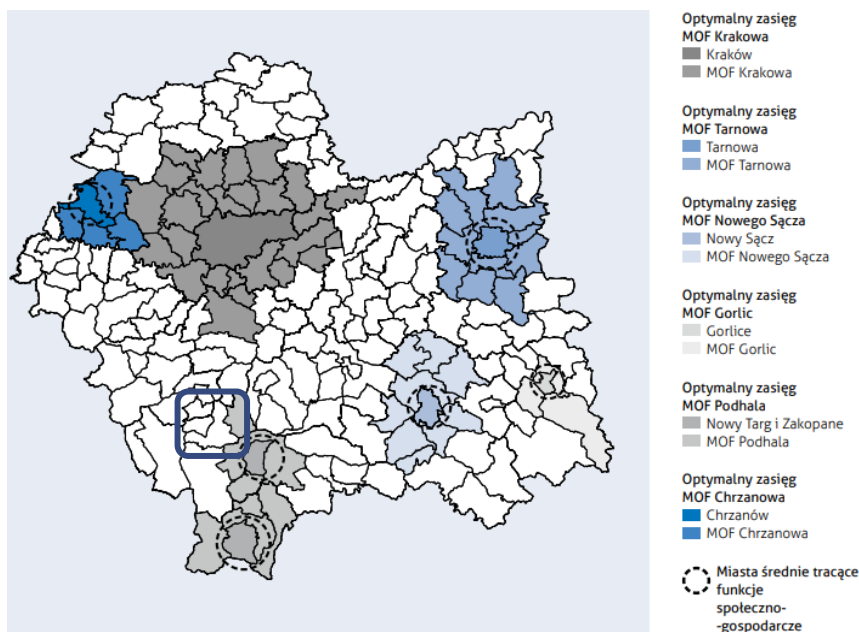 Optymalny zasięg
MOF Krakowa
Kraków
MOF Krakowa
Optymalny zasięg
MOF Tarnowa
Tarnowa
MOF Tarnowa
Optymalny zasięg
MOF Nowego Sącza
Nowy Sącz
MOF Nowego Sącza
Optymalny zasięg
MOF Gorlic
Gorlice
MOF Gorlic
Optymalny zasięg
MOF Podhala
Nowy Targ i Zakopane
MOF Podhala
Optymalny zasięg
MOF Chrzanowa
Chrzanów
MOF Chrzanowa
Miasta średnie tracące
funkcje
społeczno-
-gospodarcze